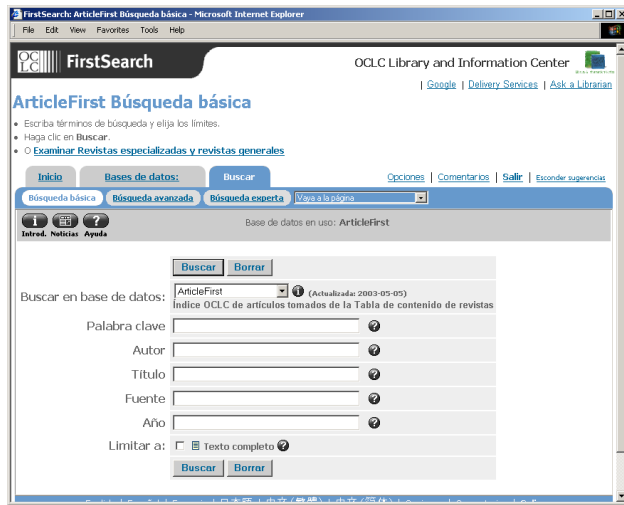 FirstSearch: ArticleFirst Búsqueda básica - Microsoft Internet Explorer
File Edit View Favorites Tools Help
OCLC FirstSearch
OCLC Library and Information Center
Google | Delivery Services | Ask a Librarian
ArticleFirst Búsqueda básica
• Escriba términos de búsqueda y elija los límites.
• Haga clic en Buscar.
• O Examinar Revistas especializadas y revistas generales
Inicio Bases de datos: Buscar Opciones | Comentarios | Salir | Esconder sugerencias
Búsqueda básica Búsqueda avanzada Búsqueda experta Vaya a la página
Introd. Noticias Ayuda
Base de datos en uso: ArticleFirst
Buscar Borrar
Buscar en base de datos: ArticleFirst (Actualizada: 2003-05-05)
Índice OCLC de artículos tomados de la Tabla de contenido de revistas
Palabra clave
Autor
Título
Fuente
Año
Limitar a: Texto completo
Buscar Borrar